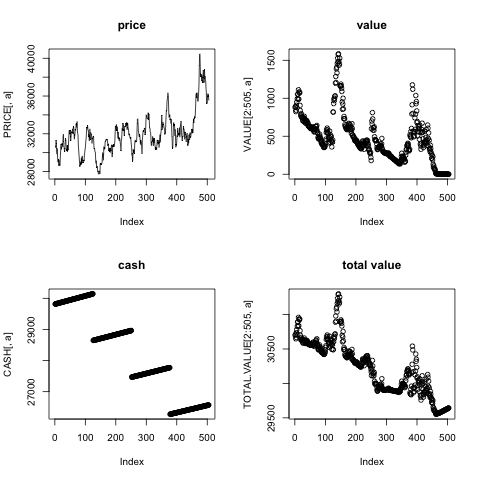 price
PRICE[, a]
28000 32000 36000 40000
0 100 200 300 400 500
Index
value
VALUE[2:505, a]
0 500 1000 1500
0 100 200 300 400 500
Index
cash
CASH[, a]
27000 29000
0 100 200 300 400 500
Index
total value
TOTAL.VALUE[2:505, a]
29500 30500
0 100 200 300 400 500
Index